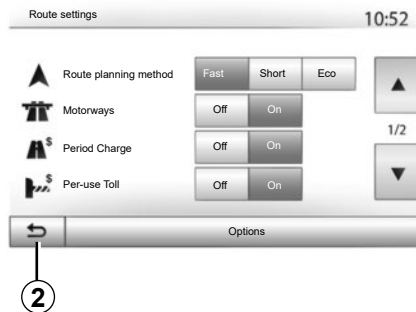 Route settings 10:52
Route planning method Fast Short Eco
Motorways Off On
1/2
Period Charge Off On
Per-use Toll Off On
Options
2